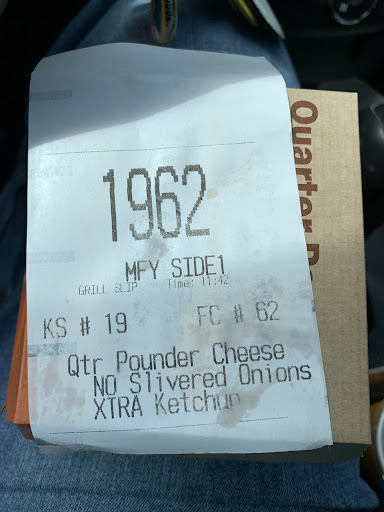 1962
MFY SIDE1
GRILL SLIP Time: 11:42
KS # 19 FC # 62
Qtr Pounder Cheese
NO Slivered Onions
XTRA Ketchup
Quarter